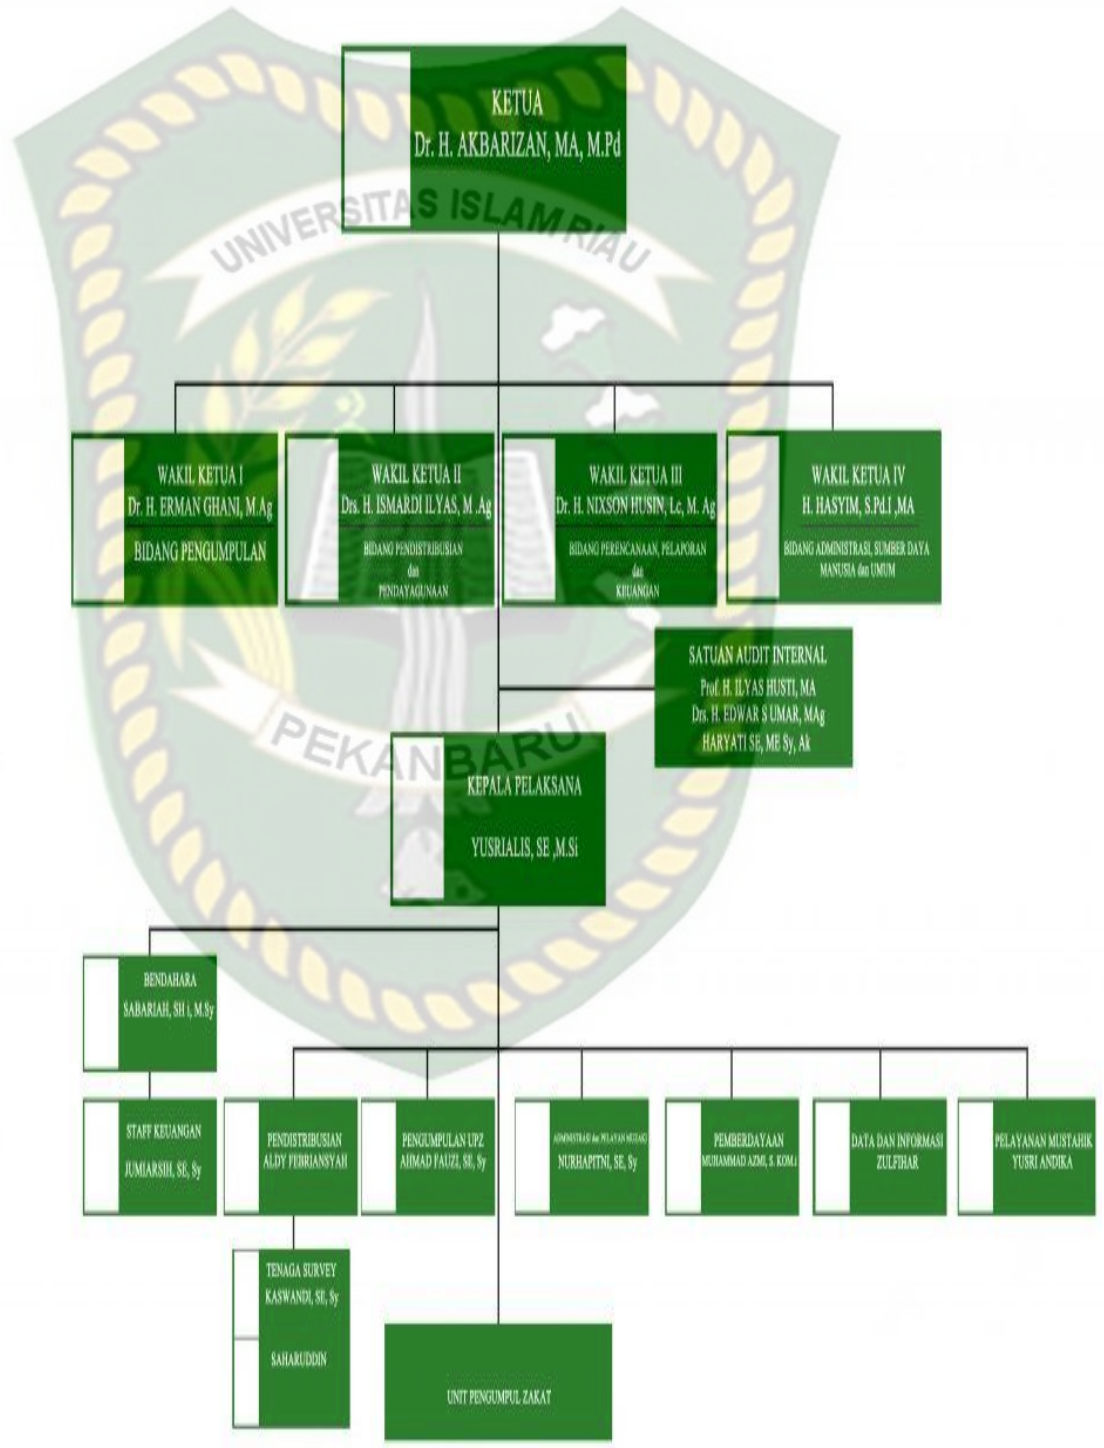 KETUA
Dr. H. AKBARIZAN, MA, M.Pd
UNIVERSITAS ISLAM RIAU
WAKIL KETUA I
Dr. H. ERMAN GHANI, M.Ag
BIDANG PENGUMPULAN
WAKIL KETUA II
Drs. H. ISMARDI ILYAS, M .Ag
BIDANG PENDISTRIBUSIAN
dan
PENDAYAGUNAAN
WAKIL KETUA III
Dr. H. NIXSON HUSIN, Lc, M. Ag
BIDANG PERENCANAAN, PELAPORAN
dan
KEUANGAN
WAKIL KETUA IV
H. HASYIM, S.Pd.I ,MA
BIDANG ADMINISTRASI, SUMBER DAYA
MANUSIA dan UMUM
SATUAN AUDIT INTERNAL
Prof. H. ILYAS HUSTI, MA
Drs. H. EDWAR S UMAR, MAg
HARYATI SE, ME Sy, Ak
PEKANBARU
KEPALA PELAKSANA
YUSRIALIS, SE ,M.Si
BENDAHARA
SABARIAH, SH i, M.Sy
STAFF KEUANGAN
JUMIARSIH, SE, Sy
PENDISTRIBUSIAN
ALDY FEBRIANSYAH
PENGUMPULAN UPZ
AHMAD FAUZI, SE, Sy
ADMINISTRASI dan PELAYAN
NURHAPITNI, SE, Sy
PEMBERDAYAAN
MUHAMMAD AZMI, S. KOM.i
DATA DAN INFORMASI
ZULFIHAR
PELAYANAN MUSTAHIK
YUSRI ANDIKA
TENAGA SURVEY
KASWANDI, SE, Sy
SAHARUDDIN
UNIT PENGUMPUL ZAKAT